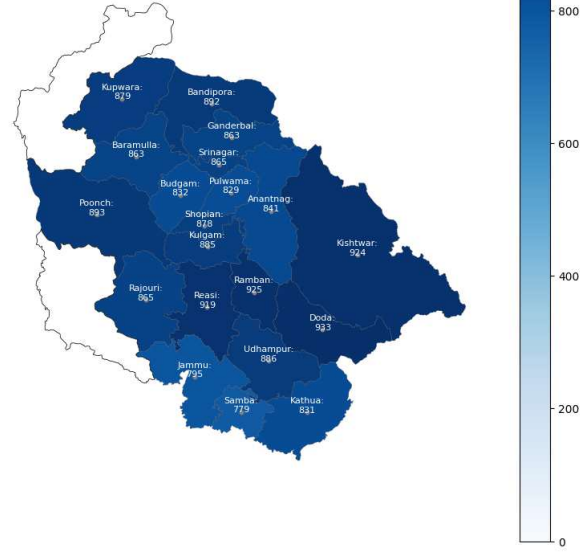 Kupwara:
879
Bandipora:
892
Ganderbal:
863
Baramulla:
863
Srinagar:
865
Budgam:
832
Pulwama:
829
Anantnag:
841
Poonch:
893
Shopian:
878
Kulgam:
885
Kishtwar:
924
Rajouri:
865
Reasi:
919
Ramban:
925
Doda:
933
Udhampur:
886
Jammu:
795
Samba:
779
Kathua:
831
800
600
400
200
0